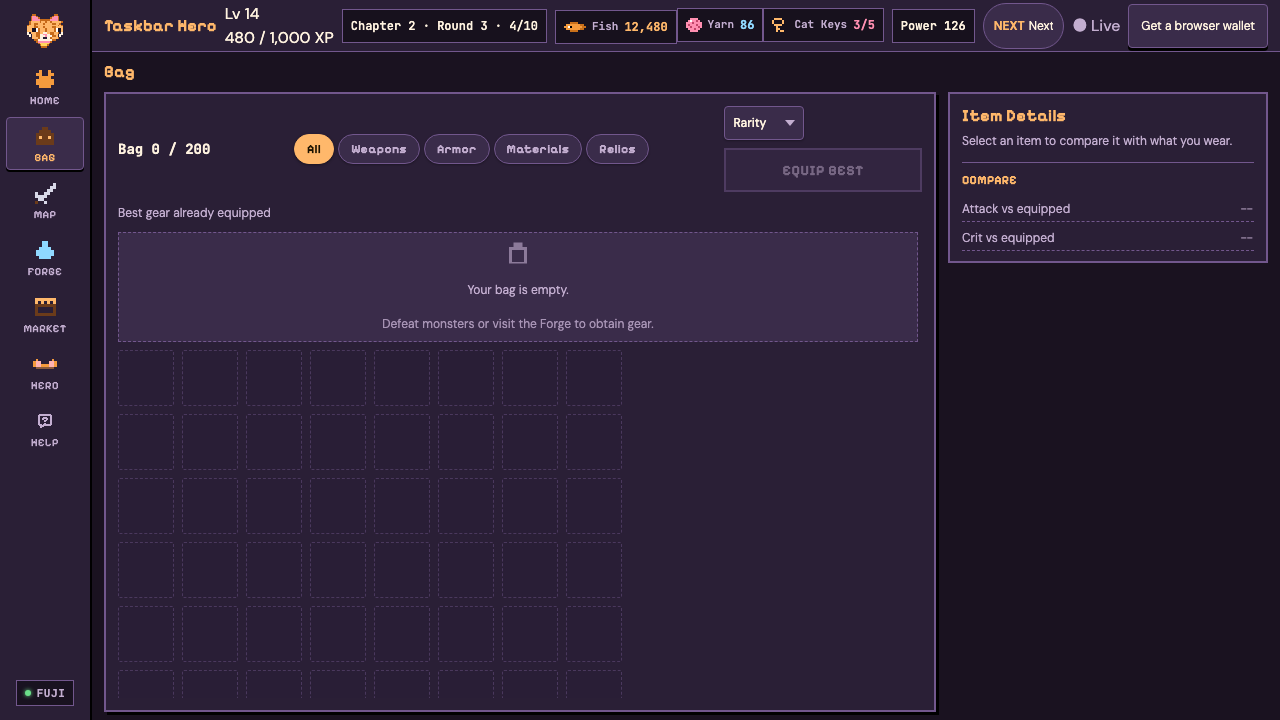 Taskbar Hero
Lv 14
480 / 1,000 XP
Chapter 2 · Round 3 · 4/10
Fish 12,480
Yarn 86
Cat Keys 3/5
Power 126
NEXT Next
Live
Get a browser wallet
HOME
BAG
MAP
FORGE
MARKET
HERO
HELP
FUJI
Bag
Bag 0 / 200
All
Weapons
Armor
Materials
Relics
Rarity
EQUIP BEST
Best gear already equipped
Your bag is empty.
Defeat monsters or visit the Forge to obtain gear.
Item Details
Select an item to compare it with what you wear.
COMPARE
Attack vs equipped —
Crit vs equipped —